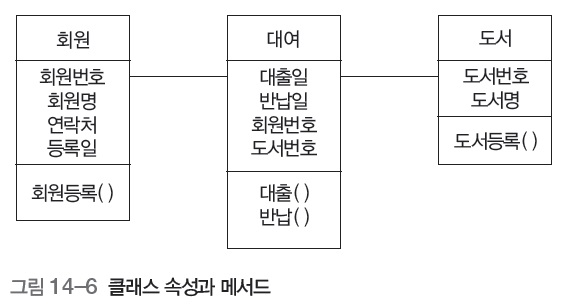 회원
회원번호
회원명
연락처
등록일
회원등록( )
대여
대출일
반납일
회원번호
도서번호
대출( )
반납( )
도서
도서번호
도서명
도서등록( )
그림 14-6 클래스 속성과 메서드